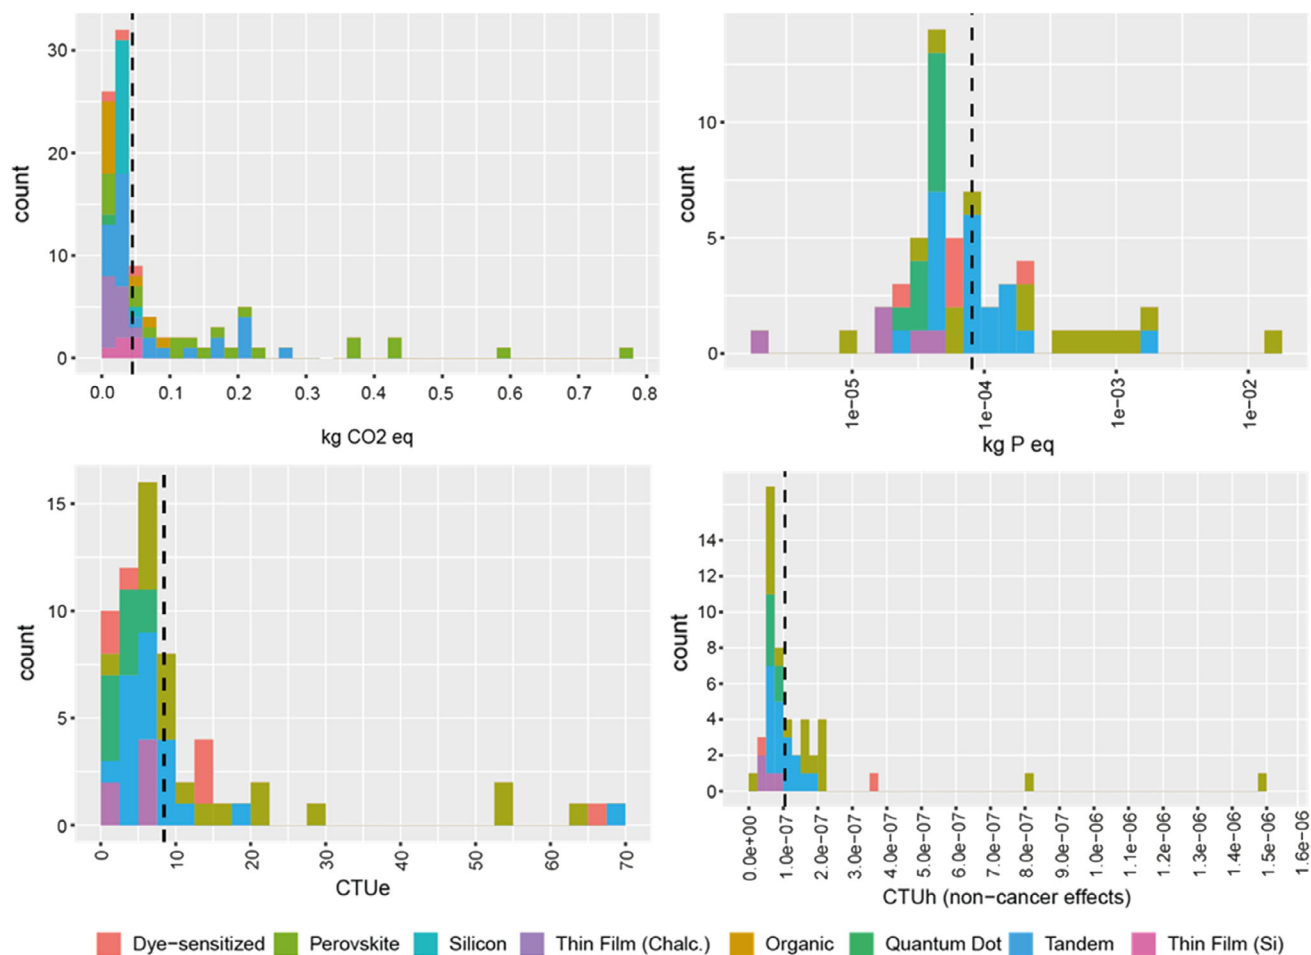 count
30
20
10
0
0.0 0.1 0.2 0.3 0.4 0.5 0.6 0.7 0.8
kg CO2 eq
count
10
5
0
1e−05 1e−04 1e−03 1e−02
kg P eq
count
15
10
5
0
0 10 20 30 40 50 60 70
CTUe
count
14
12
10
8
6
4
2
0
0.0e+00 1.0e−07 2.0e−07 3.0e−07 4.0e−07 5.0e−07 6.0e−07 7.0e−07 8.0e−07 9.0e−07 1.0e−06 1.1e−06 1.2e−06 1.3e−06 1.4e−06 1.5e−06 1.6e−06
CTUh (non−cancer effects)
Dye−sensitized Perovskite Silicon Thin Film (Chalc.) Organic Quantum Dot Tandem Thin Film (Si)